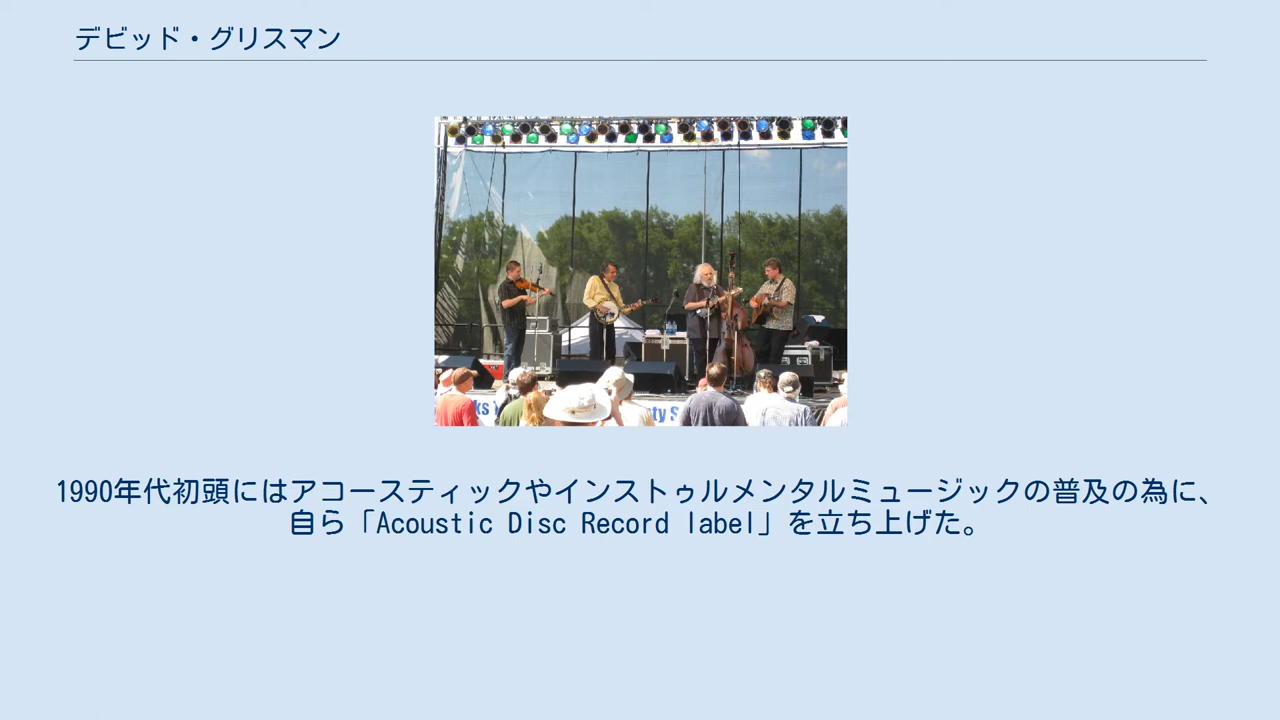 デビッド・グリスマン
1990年代初頭にはアコースティックやインストゥルメンタルミュージックの普及の為に、
自ら「Acoustic Disc Record label」を立ち上げた。